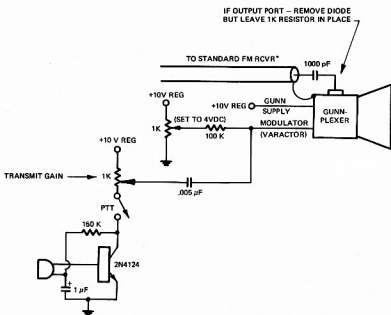 IF OUTPUT PORT – REMOVE DIODE
BUT LEAVE 1K RESISTOR IN PLACE
TO STANDARD FM RCVR*
1000 pF
+10V REG
+10V REG
GUNN
SUPPLY
GUNN-
PLEXER
1K
(SET TO 4VDC)
100 K
MODULATOR
(VARACTOR)
+10 V REG
TRANSMIT GAIN
1K
.005 µF
PTT
150 K
2N4124
+
1 µF